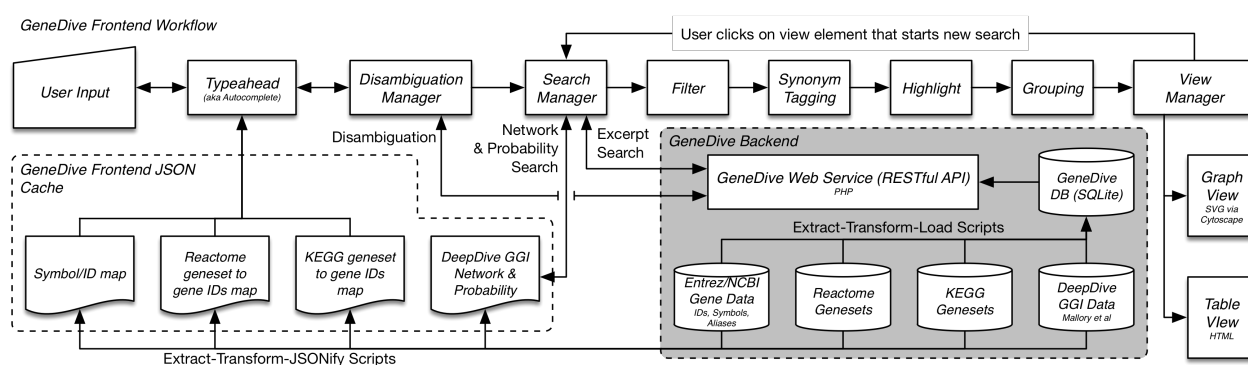 GeneDive Frontend Workflow
User clicks on view element that starts new search
User Input
Typeahead
(aka Autocomplete)
Disambiguation
Manager
Search
Manager
Filter
Synonym
Tagging
Highlight
Grouping
View
Manager
Disambiguation
Network
& Probability
Search
Excerpt
Search
GeneDive Backend
GeneDive Web Service (RESTful API)
PHP
GeneDive
DB (SQLite)
Graph
View
SVG via
Cytoscape
GeneDive Frontend JSON
Cache
Symbol/ID map
Reactome
geneset to
gene IDs map
KEGG geneset
to gene IDs
map
DeepDive GGI
Network &
Probability
Extract-Transform-Load Scripts
Entrez/NCBI
Gene Data
IDs, Symbols,
Aliases
Reactome
Genesets
KEGG
Genesets
DeepDive
GGI Data
Mallory et al
Table
VIew
HTML
Extract-Transform-JSONify Scripts